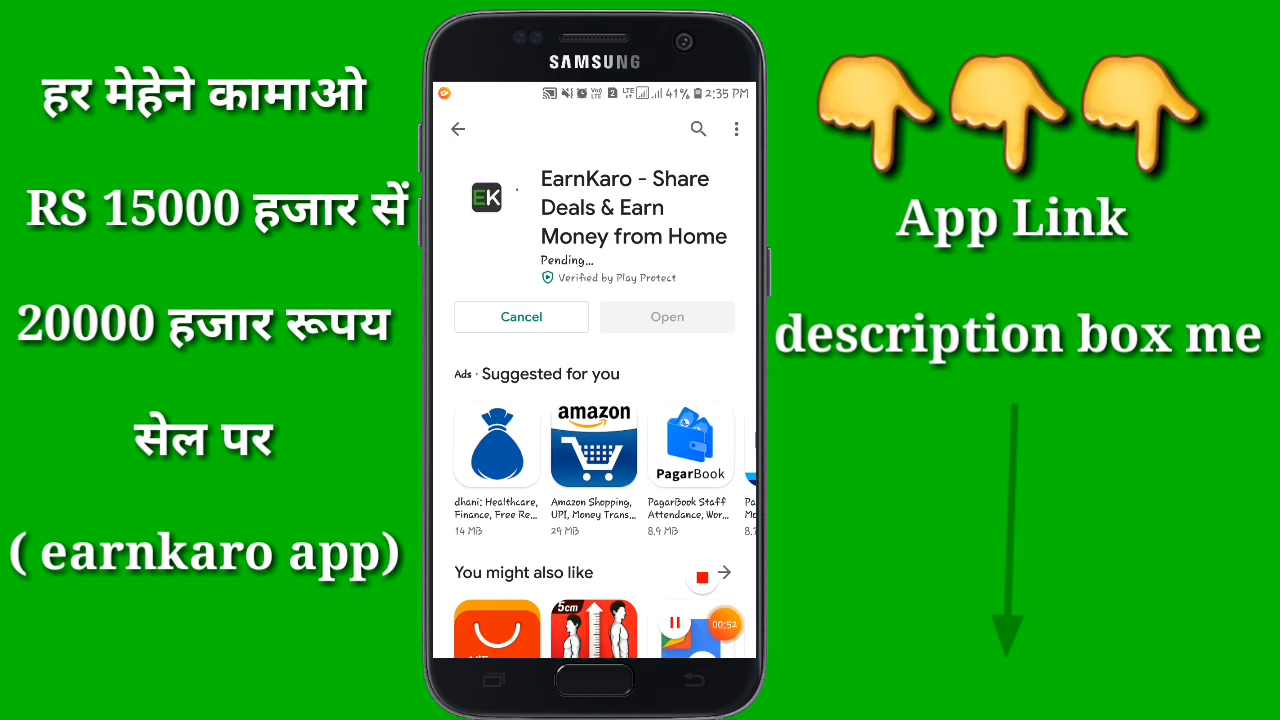 हर मेहेने कामाओ
RS 15000 हजार सें
20000 हजार रूपय
सेल पर
( earnkaro app)
SAMSUNG
LTE 41% 2:35 PM
EK
EarnKaro - Share
Deals & Earn
Money from Home
Pending...
Verified by Play Protect
Cancel
Open
Ads · Suggested for you
amazon
PagarBook
dhani: Healthcare,
Finance, Free Re...
14 MB
Amazon Shopping,
UPI, Money Trans...
29 MB
PagarBook Staff
Attendance, Wor...
8.9 MB
You might also like
5cm
00:52
App Link
description box me